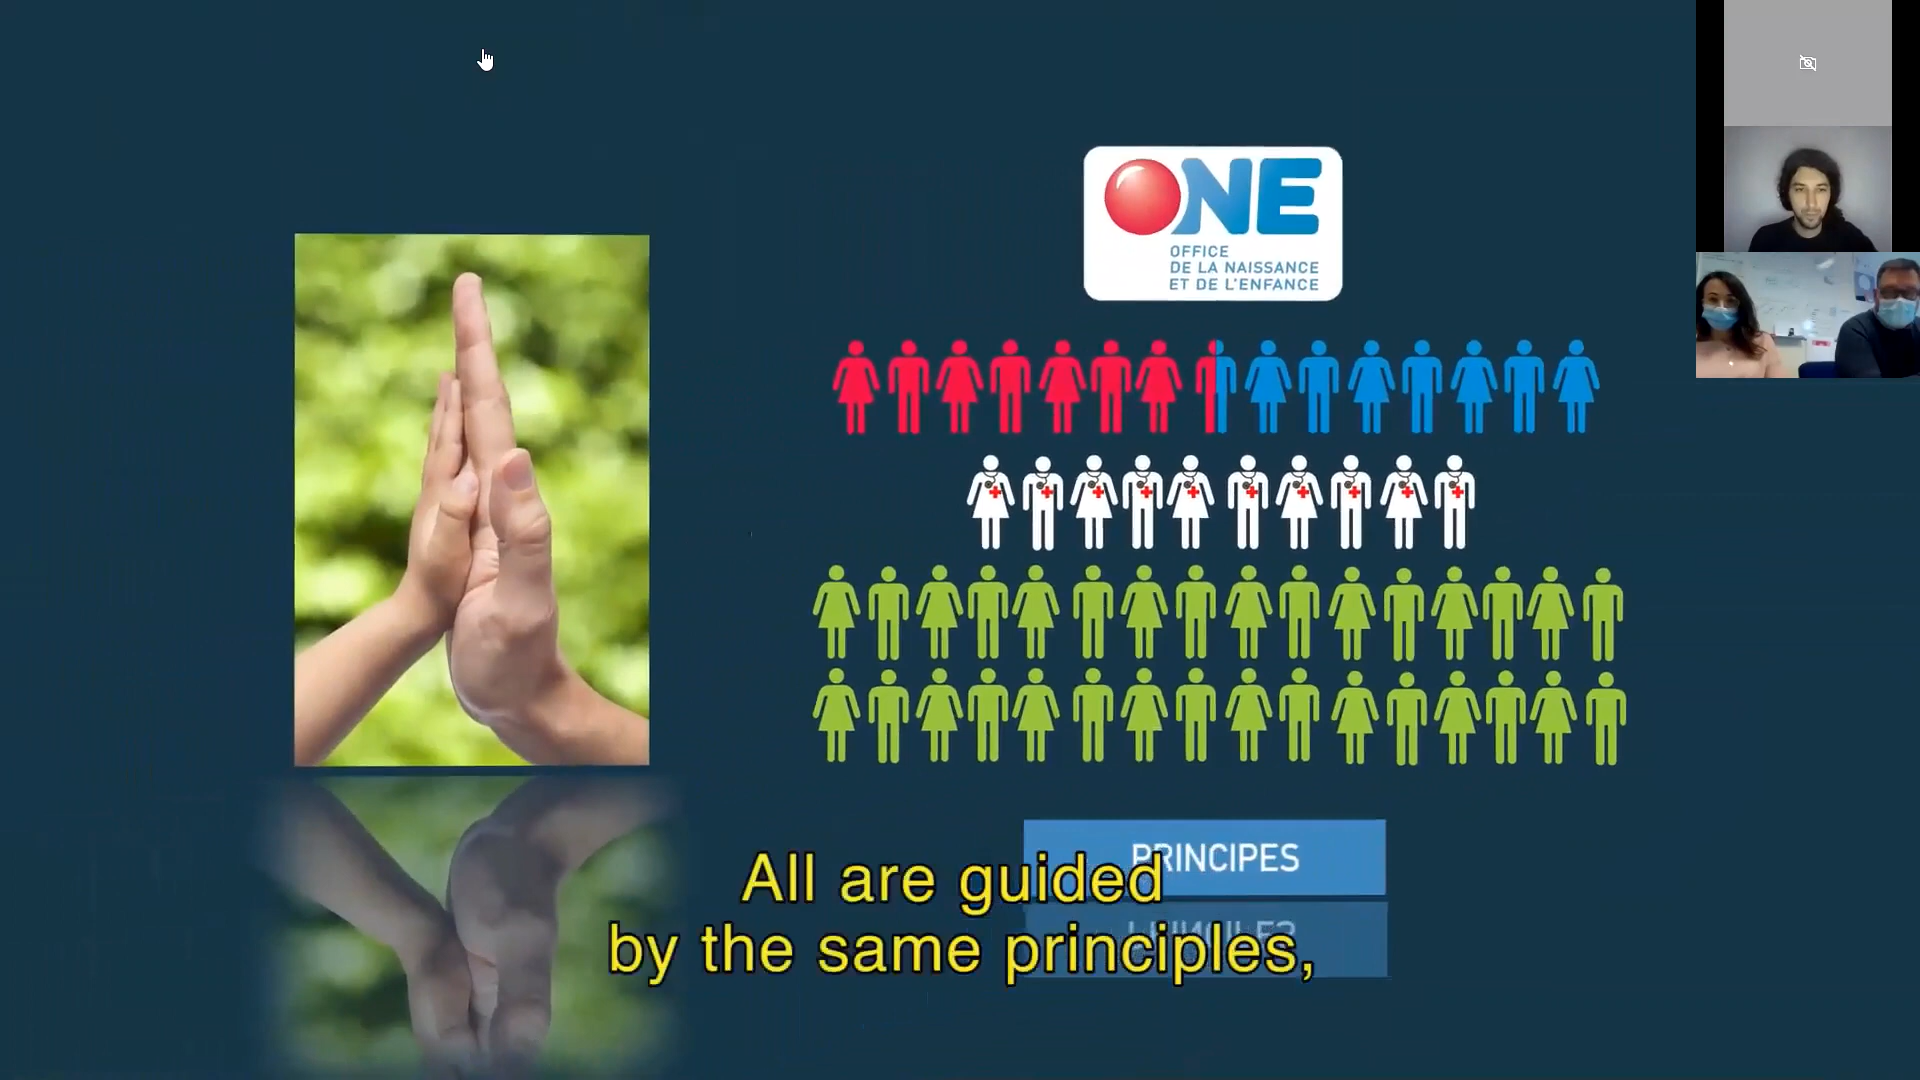 ONE
OFFICE
DE LA NAISSANCE
ET DE L'ENFANCE
PRINCIPES
All are guided
by the same principles,